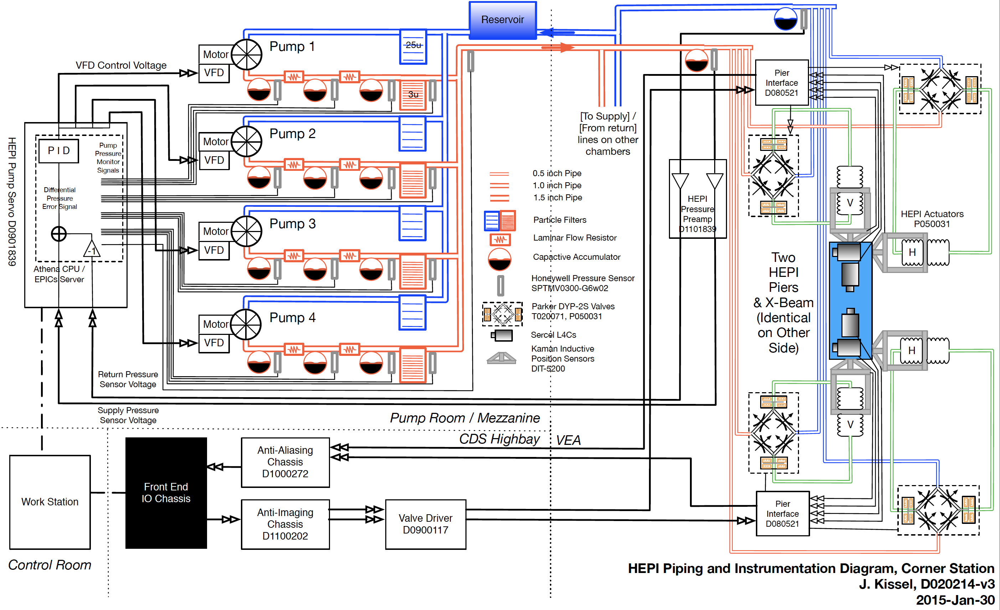 Reservoir
25u
Pump 1
Motor
VFD
VFD Control Voltage
3u
Pump 2
Motor
VFD
Pump 3
Motor
VFD
Pump 4
Motor
VFD
HEPI Pump Servo D0901839
P I D
Pump
Pressure
Monitor
Signals
Differential
Pressure
Error Signal
-1
Athena CPU /
EPICs Server
Return Pressure
Sensor Voltage
Supply Pressure
Sensor Voltage
[To Supply] /
[From return]
lines on other
chambers
0.5 inch Pipe
1.0 inch Pipe
1.5 inch Pipe
Particle Filters
Laminar Flow Resistor
Capactive Accumulator
Honeywell Pressure Sensor
SPTMV0300-G6w02
Parker DYP-2S Valves
T020071, P050031
Sercel L4Cs
Kaman Inductive
Position Sensors
DIT-5200
HEPI
Pressure
Preamp
D1101839
Pier
Interface
D080521
V
H
HEPI Actuators
P050031
Two
HEPI
Piers
& X-Beam
(Identical
on Other
Side)
H
V
Pier
Interface
D080521
Pump Room / Mezzanine
CDS Highbay
VEA
Work Station
Control Room
Front End
IO Chassis
Anti-Aliasing
Chassis
D1000272
Anti-Imaging
Chassis
D1100202
Valve Driver
D0900117
HEPI Piping and Instrumentation Diagram, Corner Station
J. Kissel, D020214-v3
2015-Jan-30